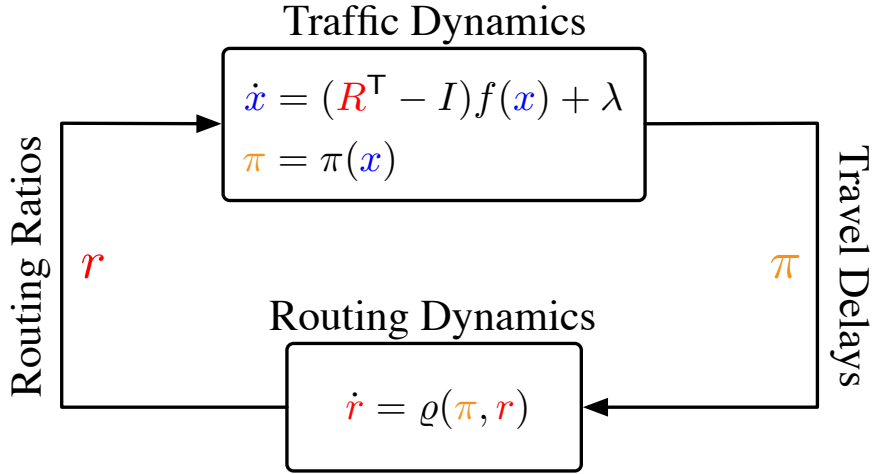 Traffic Dynamics
ẋ = (Rᵀ − I)f(x) + λ
π = π(x)
Routing Ratios
r
π
Travel Delays
Routing Dynamics
ṙ = ϱ(π, r)